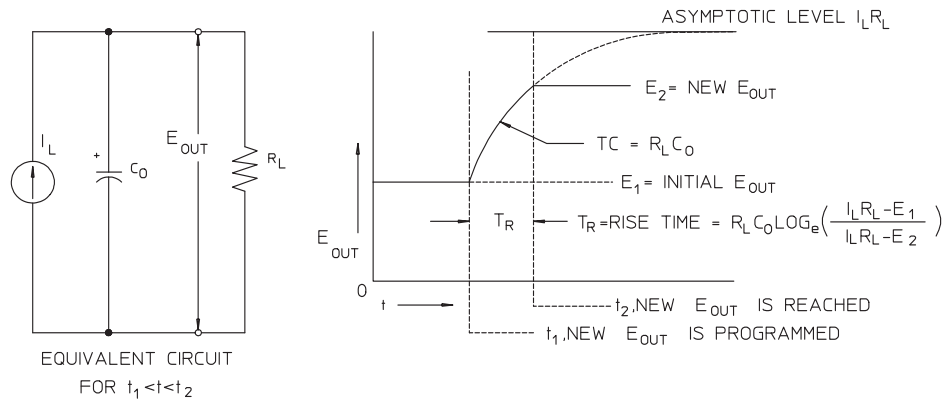 ASYMPTOTIC LEVEL I_L R_L
E_2 = NEW E_OUT
TC = R_L C_O
E_1 = INITIAL E_OUT
T_R
T_R=RISE TIME = R_L C_O LOG_e( I_L R_L - E_1 / I_L R_L - E_2 )
E_OUT
O
t
t_2, NEW E_OUT IS REACHED
t_1, NEW E_OUT IS PROGRAMMED
I_L
+
C_O
E_OUT
R_L
EQUIVALENT CIRCUIT
FOR t_1 <t<t_2